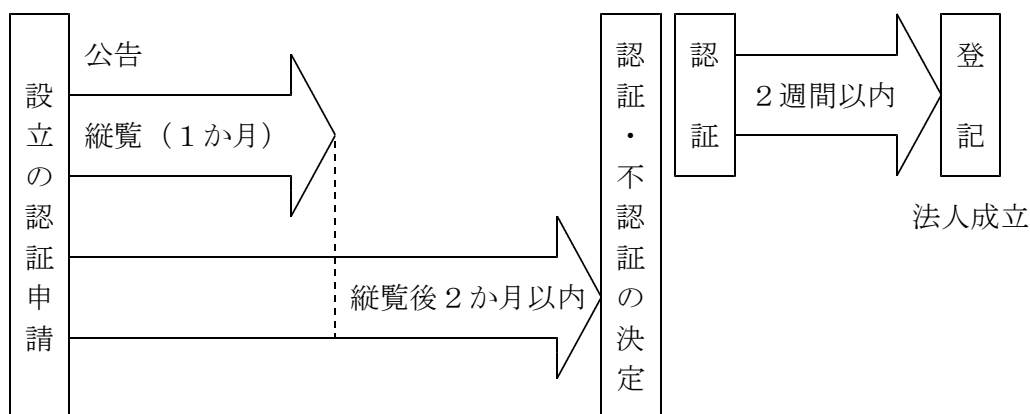 設立の認証申請
公告
縦覧（１か月）
縦覧後２か月以内
認証・不認証の決定
認証
２週間以内
登記
法人成立